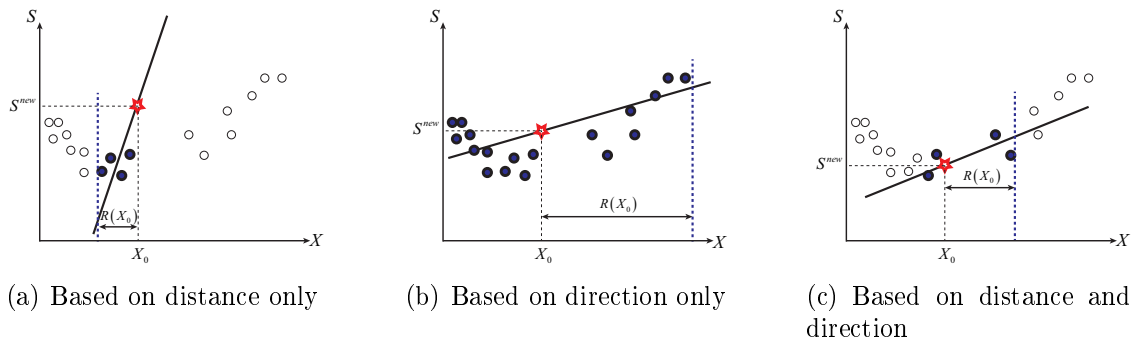 S
S^new
R(X_0)
X_0
X
(a) Based on distance only
S
S^new
R(X_0)
X_0
X
(b) Based on direction only
S
S^new
R(X_0)
X_0
X
(c) Based on distance and
direction